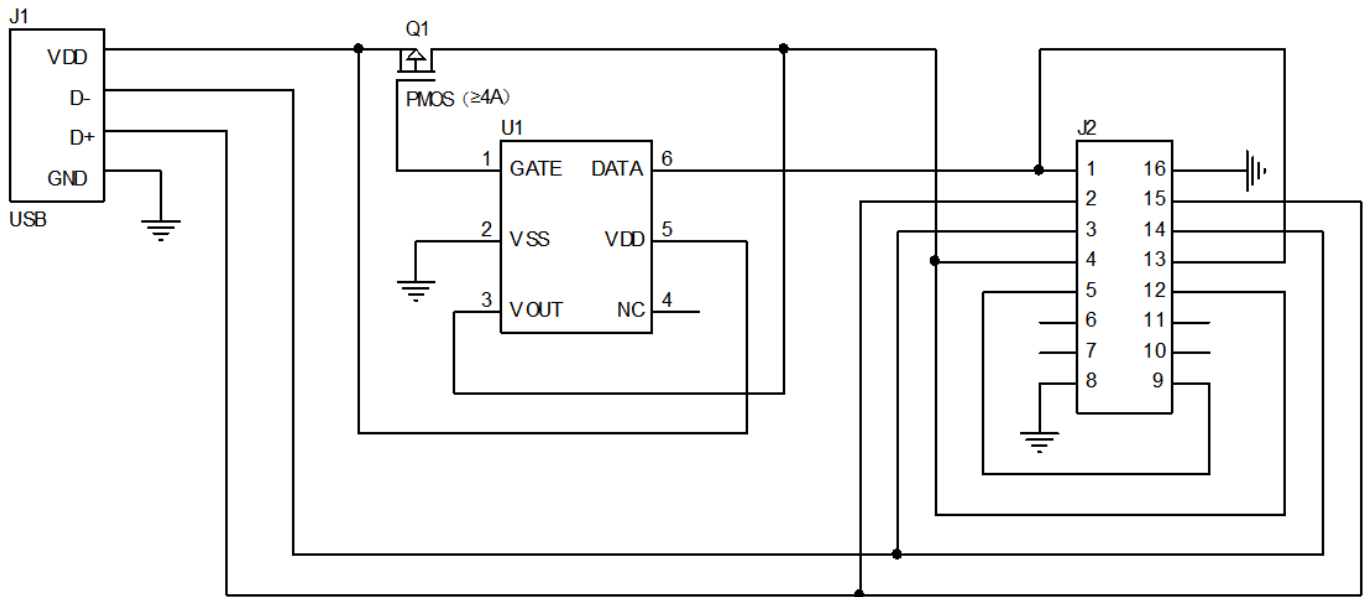 J1
VDD
D-
D+
GND
USB
Q1
PMOS（≥4A）
U1
1 GATE DATA 6
2 VSS VDD 5
3 VOUT NC 4
J2
1 16
2 15
3 14
4 13
5 12
6 11
7 10
8 9